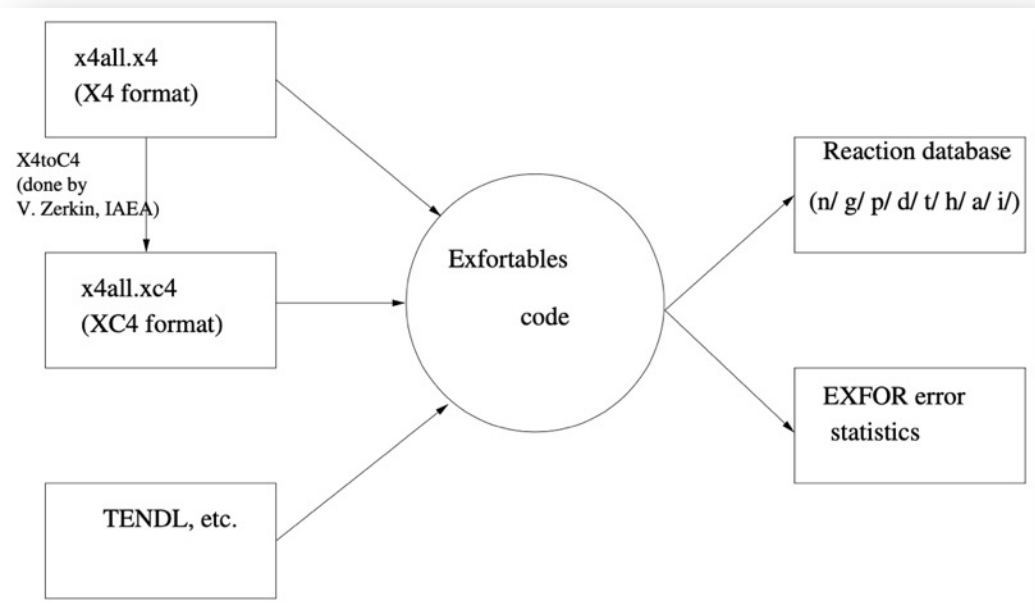 x4all.x4
(X4 format)
X4toC4
(done by
V. Zerkin, IAEA)
x4all.xc4
(XC4 format)
TENDL, etc.
Exfortables
code
Reaction database
(n/ g/ p/ d/ t/ h/ a/ i/)
EXFOR error
statistics